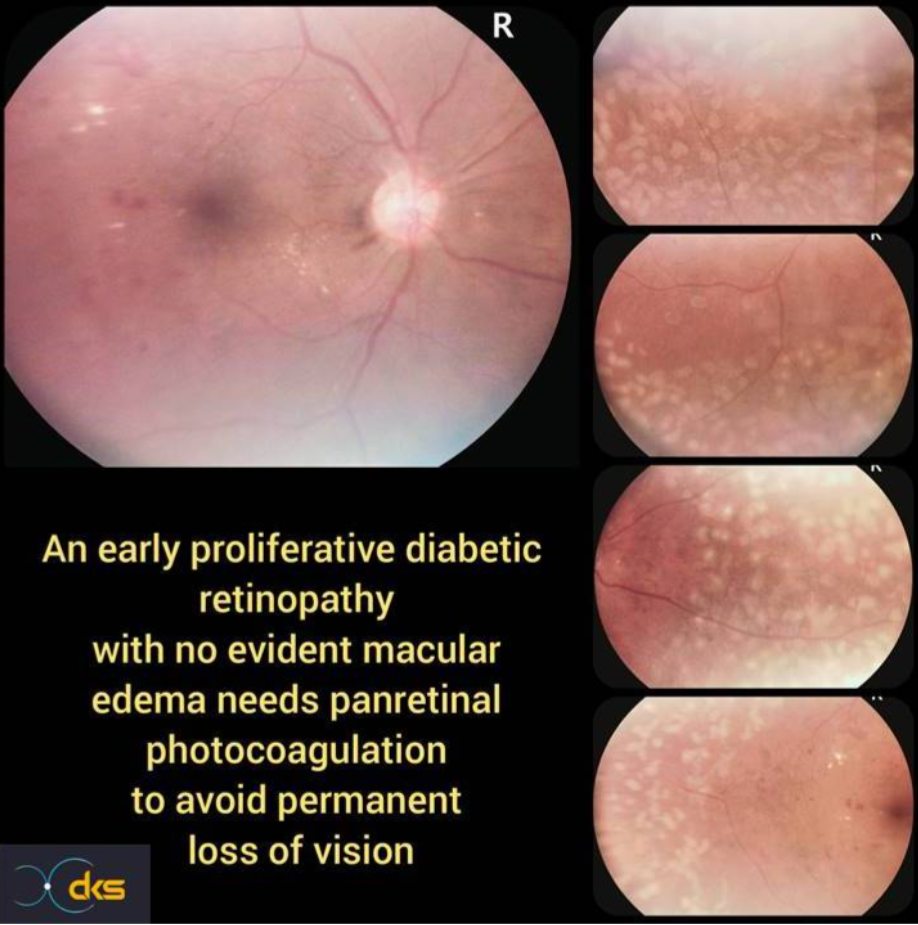 R
An early proliferative diabetic
retinopathy
with no evident macular
edema needs panretinal
photocoagulation
to avoid permanent
loss of vision
dks